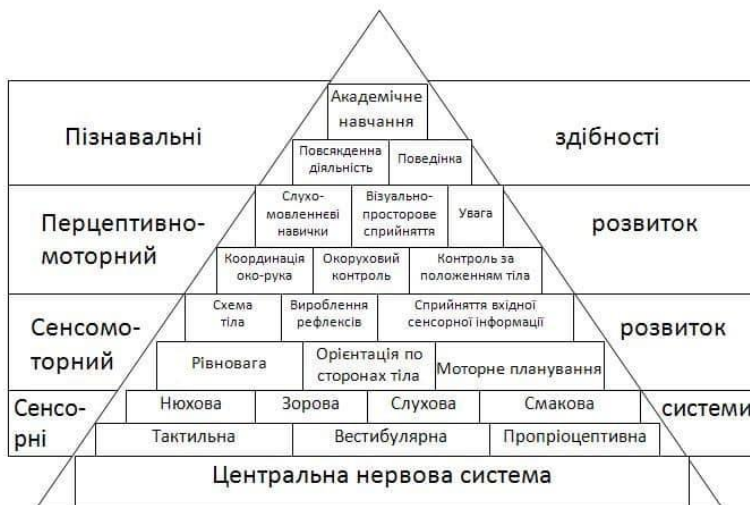 Академічне
навчання
Пізнавальні
здібності
Повсякденна
діяльність
Поведінка
Слухо-
мовленнєві
навички
Візуально-
просторове
сприйняття
Увага
Перцептивно-
моторний
розвиток
Координація
око-рука
Окоруховий
контроль
Контроль за
положенням тіла
Схема
тіла
Вироблення
рефлексів
Сприйняття вхідної
сенсорної інформації
Сенсомо-
торний
розвиток
Рівновага
Орієнтація по
сторонах тіла
Моторне планування
Сенсо-
рні
Нюхова
Зорова
Слухова
Смакова
системи
Тактильна
Вестибулярна
Пропріоцептивна
Центральна нервова система